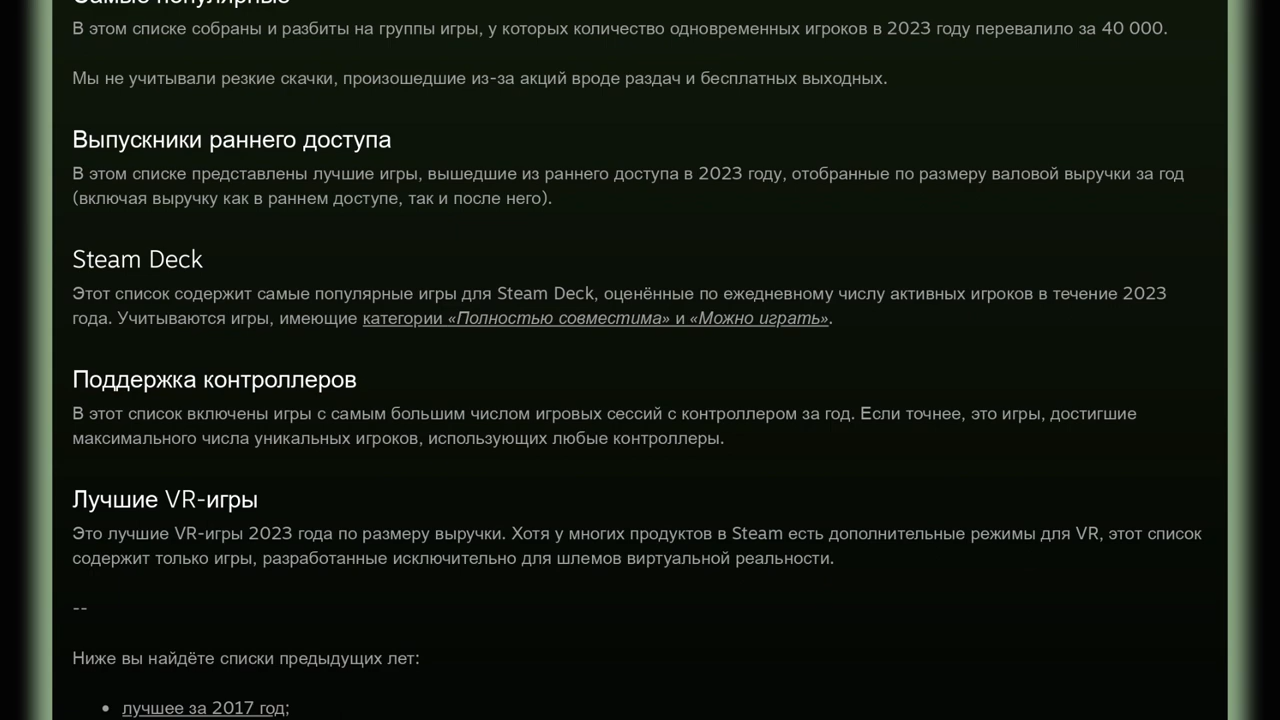 Самые популярные
В этом списке собраны и разбиты на группы игры, у которых количество одновременных игроков в 2023 году перевалило за 40 000.
Мы не учитывали резкие скачки, произошедшие из-за акций вроде раздач и бесплатных выходных.
Выпускники раннего доступа
В этом списке представлены лучшие игры, вышедшие из раннего доступа в 2023 году, отобранные по размеру валовой выручки за год
(включая выручку как в раннем доступе, так и после него).
Steam Deck
Этот список содержит самые популярные игры для Steam Deck, оценённые по ежедневному числу активных игроков в течение 2023
года. Учитываются игры, имеющие категории «Полностью совместима» и «Можно играть».
Поддержка контроллеров
В этот список включены игры с самым большим числом игровых сессий с контроллером за год. Если точнее, это игры, достигшие
максимального числа уникальных игроков, использующих любые контроллеры.
Лучшие VR-игры
Это лучшие VR-игры 2023 года по размеру выручки. Хотя у многих продуктов в Steam есть дополнительные режимы для VR, этот список
содержит только игры, разработанные исключительно для шлемов виртуальной реальности.
--
Ниже вы найдёте списки предыдущих лет:
• лучшее за 2017 год;